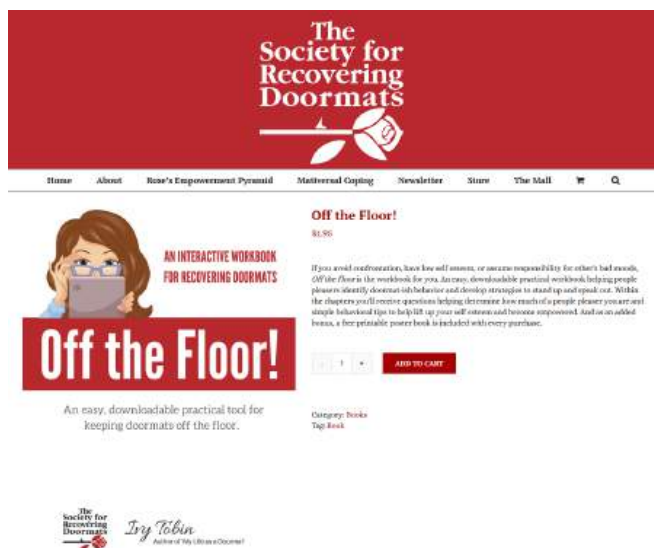 The
Society for
Recovering
Doormats
Home About Rose's Empowerment Pyramid Mativersal Coping Newsletter Store The Mall
Off the Floor!
$1.95
AN INTERACTIVE WORKBOOK
FOR RECOVERING DOORMATS
Off the Floor!
An easy, downloadable practical tool for
keeping doormats off the floor.
If you avoid confrontation, have low self esteem, or assume responsibility for other's bad moods,
Off the Floor is the workbook for you. An easy, downloadable practical workbook helping people
pleasers identify doormat-ish behavior and develop strategies to stand up and speak out. Within
the chapters you'll receive questions helping determine how much of a people pleaser you are and
simple behavioral tips to help lift up your self esteem and become empowered. And as an added
bonus, a free printable poster book is included with every purchase.
- 1 +
ADD TO CART
Category: Books
Tag: Book
The
Society for
Recovering
Doormats
Ivy Tobin
Author of 'My Life as a Doormat'